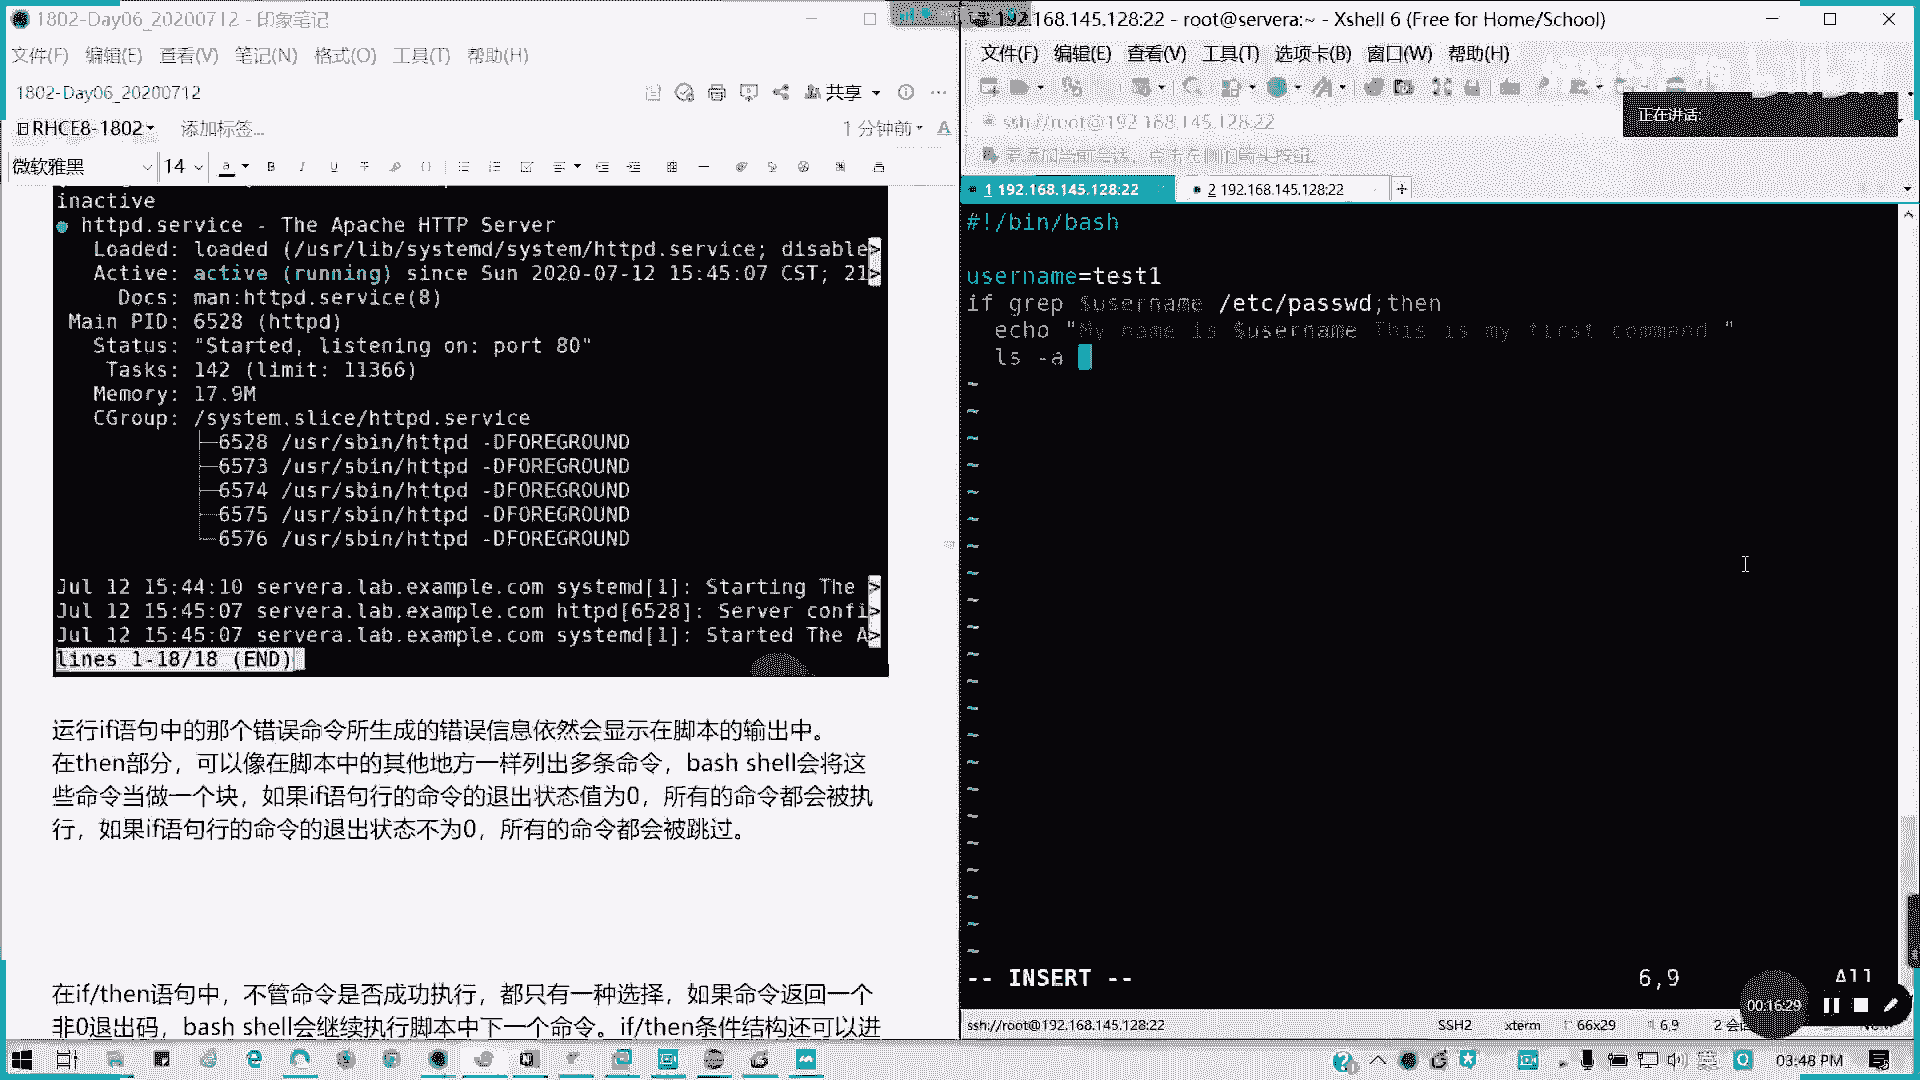 1802-Day06_20200712 - 印象笔记
文件(F) 编辑(E) 查看(V) 笔记(N) 格式(O) 工具(T) 帮助(H)
1802-Day06_20200712
共享
RHCE8-1802
添加标签...
1 分钟前
微软雅黑 14
inactive
httpd.service - The Apache HTTP Server
Loaded: loaded (/usr/lib/systemd/system/httpd.service; disable>
Active: active (running) since Sun 2020-07-12 15:45:07 CST; 21>
Docs: man:httpd.service(8)
Main PID: 6528 (httpd)
Status: "Started, listening on: port 80"
Tasks: 142 (limit: 11366)
Memory: 17.9M
CGroup: /system.slice/httpd.service
├─6528 /usr/sbin/httpd -DFOREGROUND
├─6573 /usr/sbin/httpd -DFOREGROUND
├─6574 /usr/sbin/httpd -DFOREGROUND
├─6575 /usr/sbin/httpd -DFOREGROUND
└─6576 /usr/sbin/httpd -DFOREGROUND
Jul 12 15:44:10 servera.lab.example.com systemd[1]: Starting The >
Jul 12 15:45:07 servera.lab.example.com httpd[6528]: Server confi>
Jul 12 15:45:07 servera.lab.example.com systemd[1]: Started The A>
lines 1-18/18 (END)
运行if语句中的那个错误命令所生成的错误信息依然会显示在脚本的输出中。
在then部分，可以像在脚本中的其他地方一样列出多条命令，bash shell会将这
些命令当做一个块，如果if语句行的命令的退出状态值为0，所有的命令都会被执
行，如果if语句行的命令的退出状态不为0，所有的命令都会被跳过。
在if/then语句中，不管命令是否成功执行，都只有一种选择，如果命令返回一个
非0退出码，bash shell会继续执行脚本中下一个命令。if/then条件结构还可以进
192.168.145.128:22 - root@servera:~ - Xshell 6 (Free for Home/School)
文件(F) 编辑(E) 查看(V) 工具(T) 选项卡(B) 窗口(W) 帮助(H)
ssh://root@192.168.145.128:22
正在讲话:
要添加当前会话，点击左侧的箭头按钮。
1 192.168.145.128:22
2 192.168.145.128:22
#!/bin/bash
username=test1
if grep $username /etc/passwd;then
echo "My name is $username This is my first command "
ls -a
-- INSERT --
6,9
00:16:29
ssh://root@192.168.145.128:22
SSH2
xterm
66x29
6,9
03:48 PM